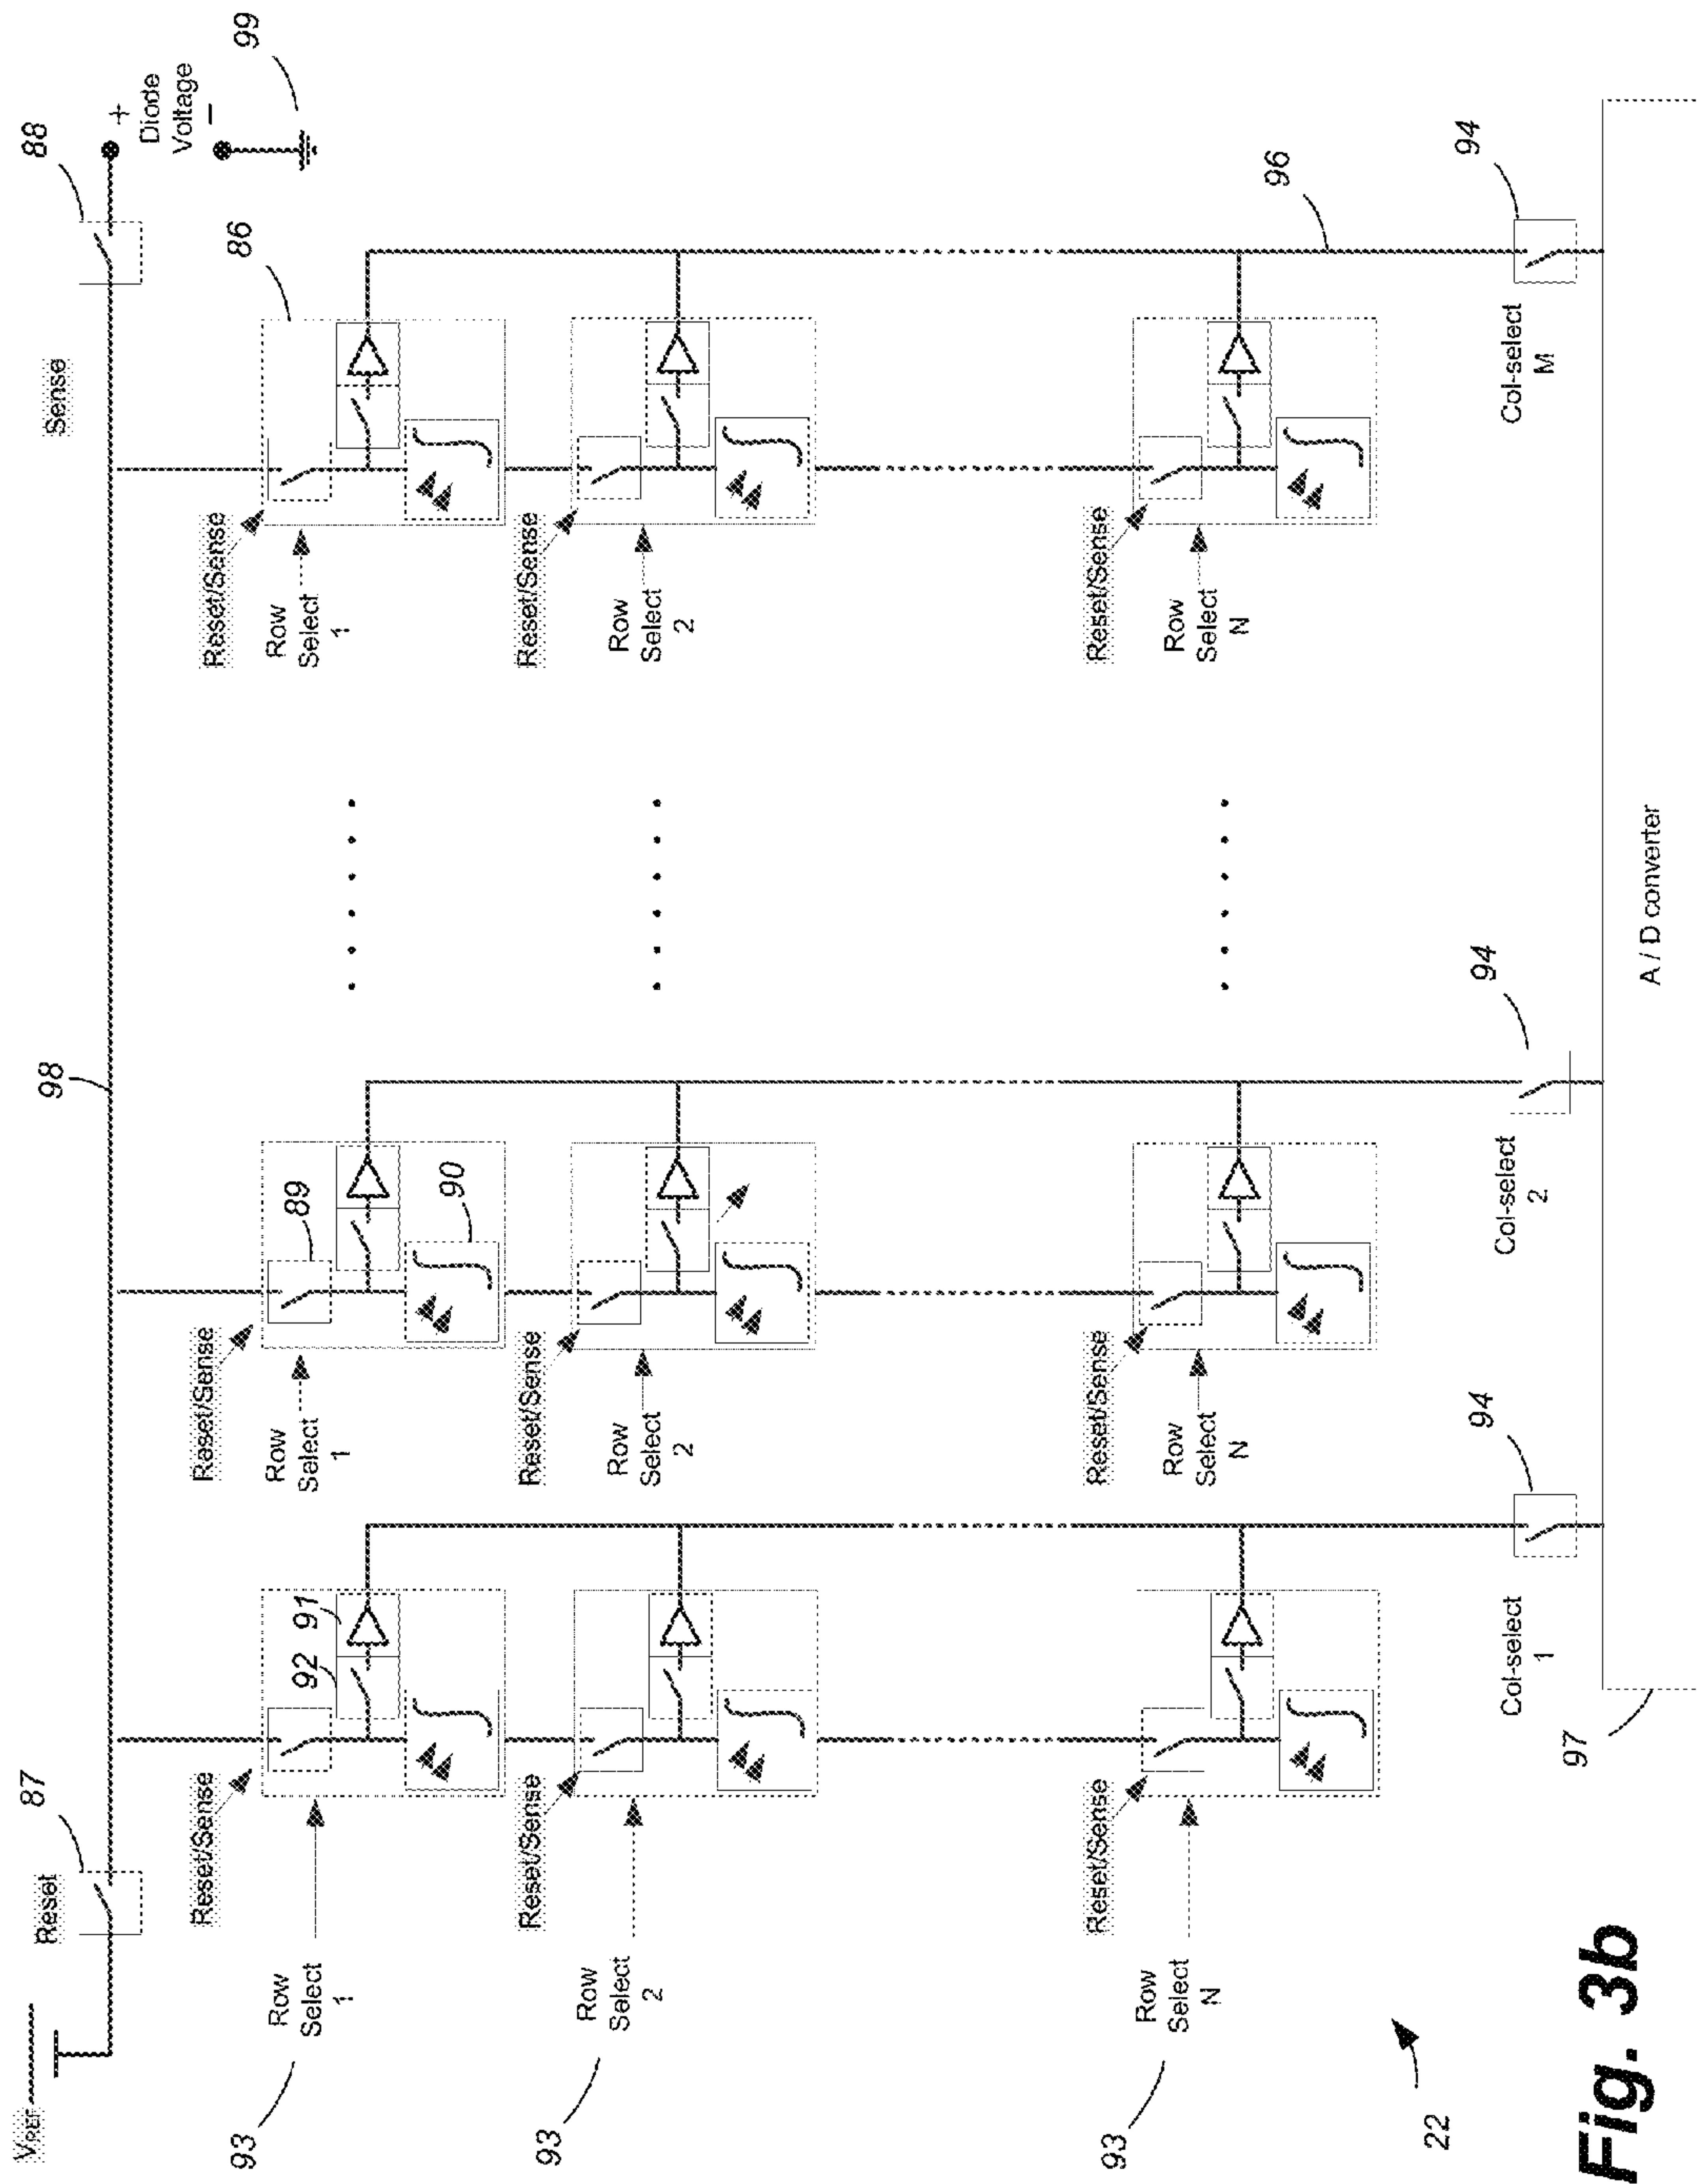 VREF
Reset
87
98
Sense
88
+
Diode
Voltage
−
99
Reset/Sense
Row
Select
1
93
92
91
Reset/Sense
Row
Select
1
89
90
Reset/Sense
Row
Select
1
86
Reset/Sense
Row
Select
2
93
Reset/Sense
Row
Select
2
Reset/Sense
Row
Select
2
Reset/Sense
Row
Select
N
93
Reset/Sense
Row
Select
N
Reset/Sense
Row
Select
N
96
Col-select
1
94
Col-select
2
94
Col-select
M
94
97
A / D converter
22
Fig. 3b